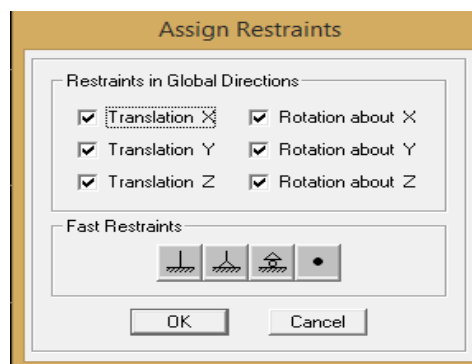 Assign Restraints
Restraints in Global Directions
Translation X Rotation about X
Translation Y Rotation about Y
Translation Z Rotation about Z
Fast Restraints
OK Cancel